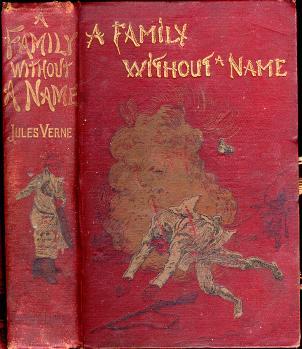 A
FAMILY
WITHOUT
A NAME
JULES VERNE
A FAMILY
WITHOUT A NAME